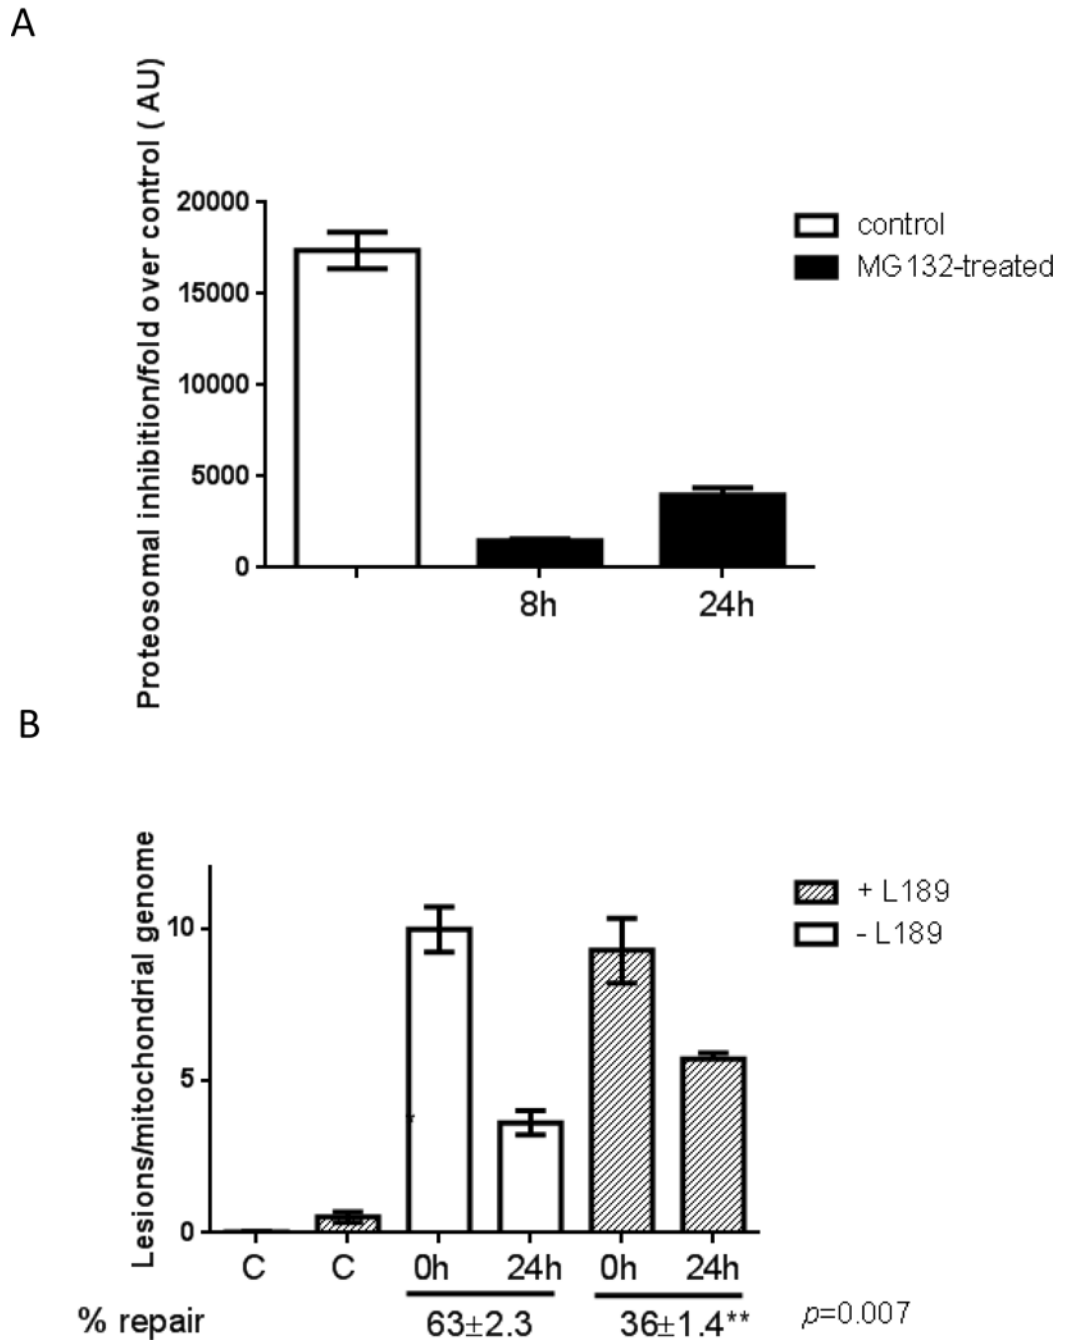 A
Proteosomal inhibition/fold over control ( AU)
20000
15000
10000
5000
0
8h
24h
control
MG132-treated
B
Lesions/mitochondrial genome
10
5
0
C C 0h 24h 0h 24h
% repair 63±2.3 36±1.4** p=0.007
+ L189
- L189